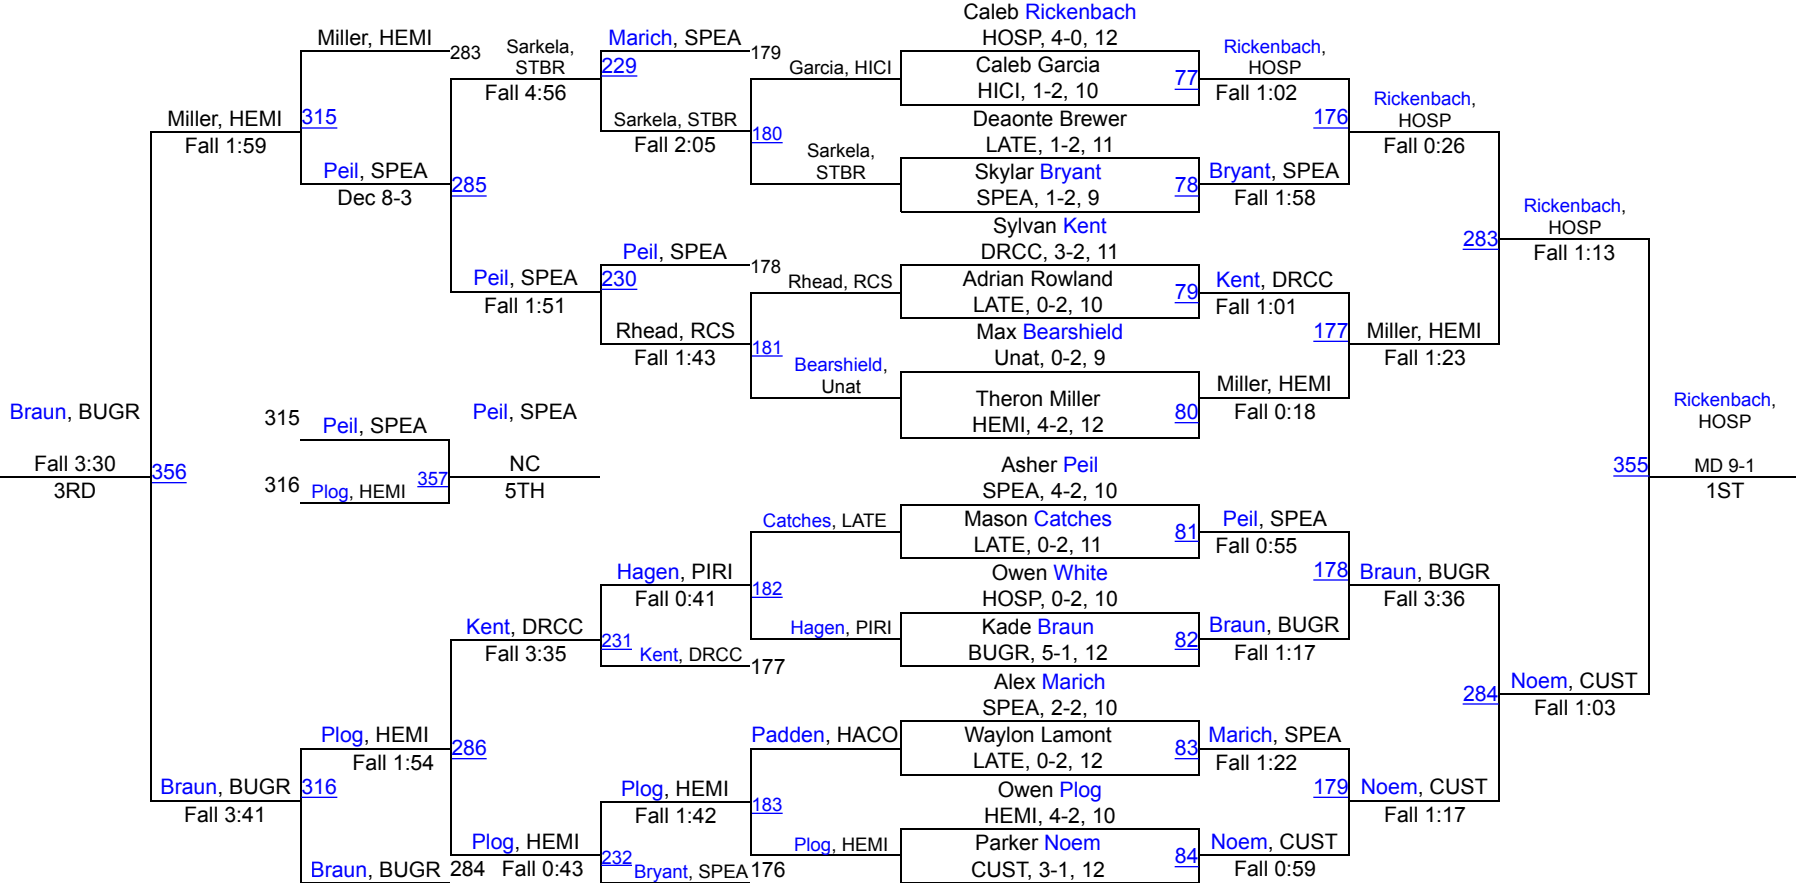 Caleb Rickenbach
HOSP, 4-0, 12
Caleb Garcia
HICI, 1-2, 10
Deaonte Brewer
LATE, 1-2, 11
Skylar Bryant
SPEA, 1-2, 9
Sylvan Kent
DRCC, 3-2, 11
Adrian Rowland
LATE, 0-2, 10
Max Bearshield
Unat, 0-2, 9
Theron Miller
HEMI, 4-2, 12
Asher Peil
SPEA, 4-2, 10
Mason Catches
LATE, 0-2, 11
Owen White
HOSP, 0-2, 10
Kade Braun
BUGR, 5-1, 12
Alex Marich
SPEA, 2-2, 10
Waylon Lamont
LATE, 0-2, 12
Owen Plog
HEMI, 4-2, 10
Parker Noem
CUST, 3-1, 12
77
78
79
80
81
82
83
84
Rickenbach,
HOSP
Fall 1:02
Bryant, SPEA
Fall 1:58
Kent, DRCC
Fall 1:01
Miller, HEMI
Fall 0:18
Peil, SPEA
Fall 0:55
Braun, BUGR
Fall 1:17
Marich, SPEA
Fall 1:22
Noem, CUST
Fall 0:59
176
177
178
179
Rickenbach,
HOSP
Fall 0:26
Miller, HEMI
Fall 1:23
Braun, BUGR
Fall 3:36
Noem, CUST
Fall 1:17
283
284
Rickenbach,
HOSP
Fall 1:13
Noem, CUST
Fall 1:03
355
Rickenbach,
HOSP
MD 9-1
1ST
Garcia, HICI
Sarkela,
STBR
Rhead, RCS
Bearshield,
Unat
Catches, LATE
Hagen, PIRI
Padden, HACO
Plog, HEMI
180
181
182
183
Marich, SPEA
179
Sarkela, STBR
Fall 2:05
Peil, SPEA
178
Rhead, RCS
Fall 1:43
Hagen, PIRI
Fall 0:41
Kent, DRCC
177
Plog, HEMI
Fall 1:42
Bryant, SPEA
176
229
230
231
232
Sarkela,
STBR
Fall 4:56
Peil, SPEA
Fall 1:51
Kent, DRCC
Fall 3:35
Plog, HEMI
Fall 0:43
285
286
Miller, HEMI
283
Peil, SPEA
Dec 8-3
Plog, HEMI
Fall 1:54
Braun, BUGR
284
315
316
Miller, HEMI
Fall 1:59
Braun, BUGR
Fall 3:41
356
Braun, BUGR
Fall 3:30
3RD
315
Peil, SPEA
316
Plog, HEMI
357
Peil, SPEA
NC
5TH